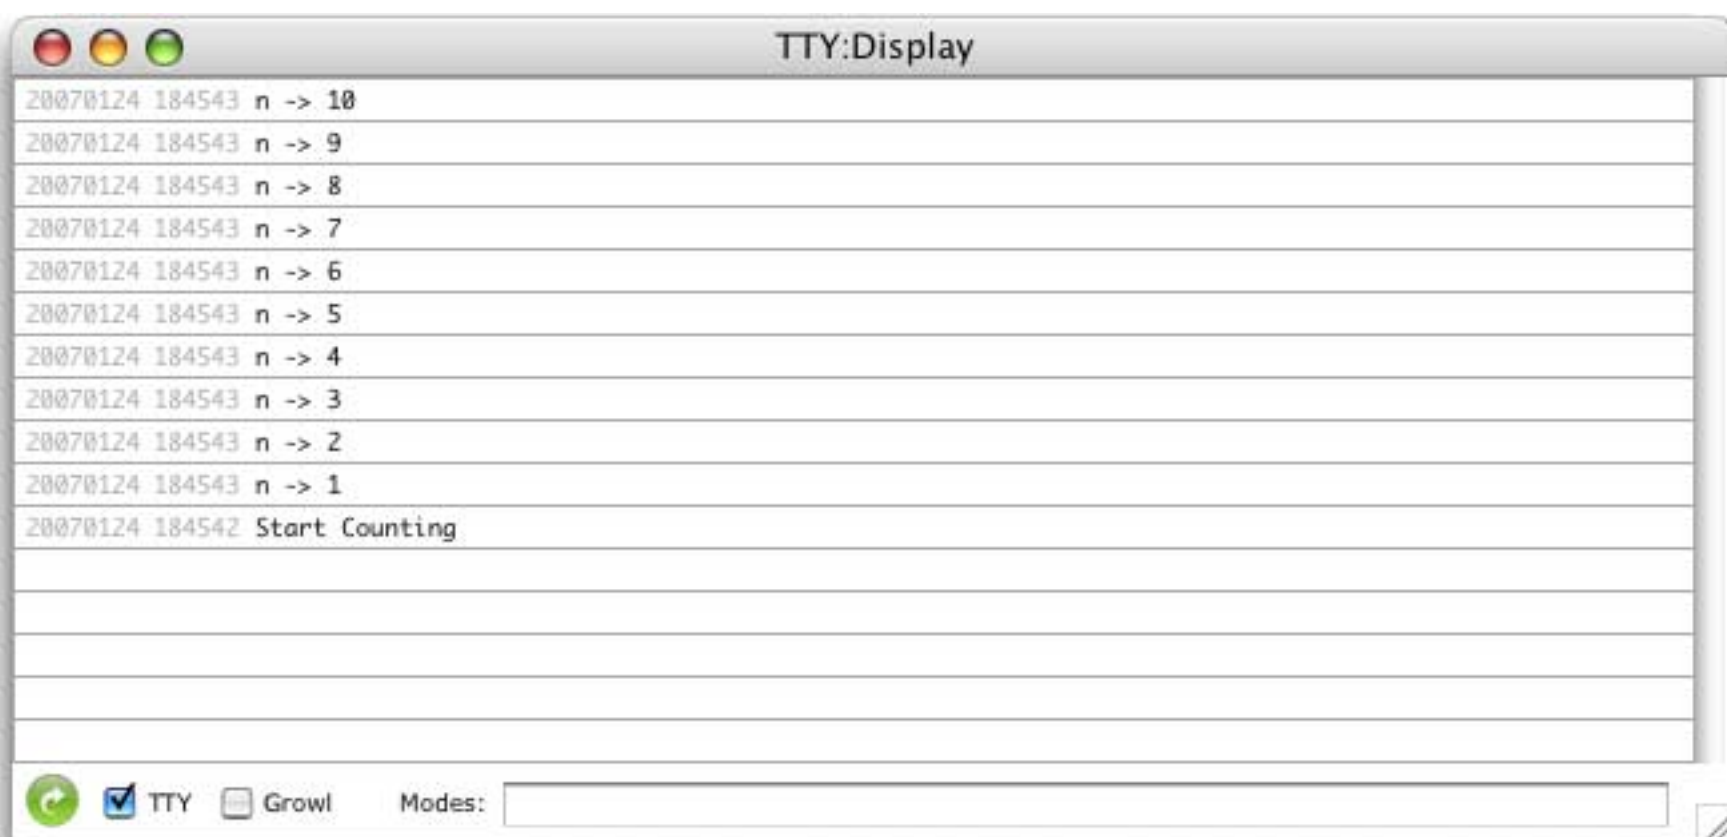 TTY:Display
20070124 184543 n -> 10
20070124 184543 n -> 9
20070124 184543 n -> 8
20070124 184543 n -> 7
20070124 184543 n -> 6
20070124 184543 n -> 5
20070124 184543 n -> 4
20070124 184543 n -> 3
20070124 184543 n -> 2
20070124 184543 n -> 1
20070124 184542 Start Counting
TTY Growl Modes: